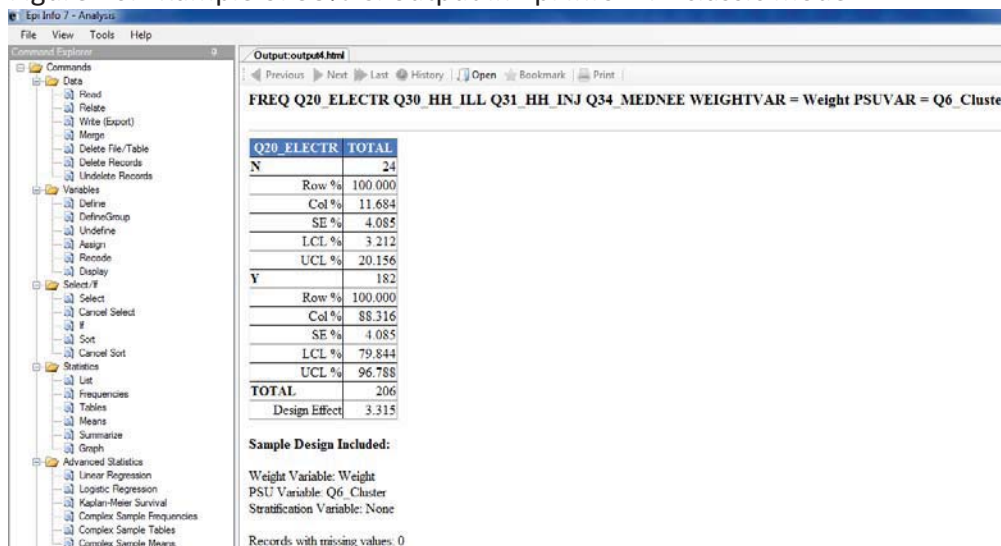 Epi Info 7 - Analysis
File View Tools Help
Command Explorer
Commands
Data
Read
Relate
Write (Export)
Merge
Delete File/Table
Delete Records
Undelete Records
Variables
Define
DefineGroup
Undefine
Assign
Recode
Display
Select/If
Select
Cancel Select
If
Sort
Cancel Sort
Statistics
List
Frequencies
Tables
Means
Summarize
Graph
Advanced Statistics
Linear Regression
Logistic Regression
Kaplan-Meier Survival
Complex Sample Frequencies
Complex Sample Tables
Complex Sample Means
Output:output4.html
Previous Next Last History Open Bookmark Print
FREQ Q20_ELECTR Q30_HH_ILL Q31_HH_INJ Q34_MEDNEE WEIGHTVAR = Weight PSUVAR = Q6_Cluste
Q20_ELECTR TOTAL
N 24
Row % 100.000
Col % 11.684
SE % 4.085
LCL % 3.212
UCL % 20.156
Y 182
Row % 100.000
Col % 88.316
SE % 4.085
LCL % 79.844
UCL % 96.788
TOTAL 206
Design Effect 3.315
Sample Design Included:
Weight Variable: Weight
PSU Variable: Q6_Cluster
Stratification Variable: None
Records with missing values: 0